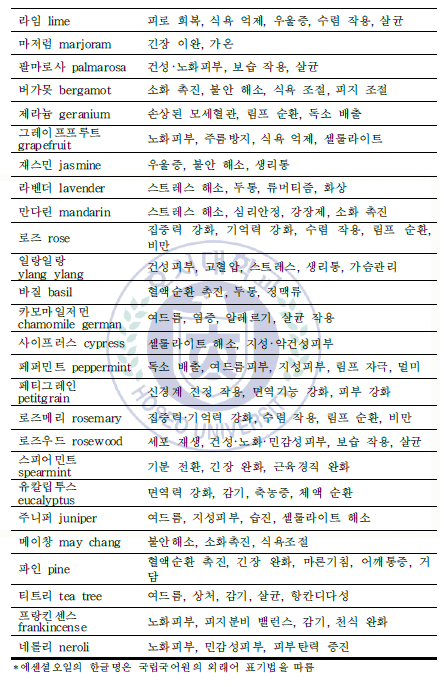 라임 lime 피로 회복, 식욕 억제, 우울증, 수렴 작용, 살균
마저럼 marjoram 긴장 이완, 가온
팔마로사 palmarosa 건성·노화피부, 보습 작용, 살균
버가못 bergamot 소화 촉진, 불안 해소, 식욕 조절, 피지 조절
제라늄 geranium 손상된 모세혈관, 림프 순환, 독소 배출
그레이프프루트
grapefruit 노화피부, 주름방지, 식욕 억제, 셀룰라이트
재스민 jasmine 우울증, 불안 해소, 생리통
라벤더 lavender 스트레스 해소, 두통, 류머티즘, 화상
만다린 mandarin 스트레스 해소, 심리안정, 강장제, 소화 촉진
로즈 rose 집중력 강화, 기억력 강화, 수렴 작용, 림프 순환,
비만
일랑일랑
ylang ylang 건성피부, 고혈압, 스트레스, 생리통, 가슴관리
바질 basil 혈액순환 촉진, 두통, 정맥류
카모마일저먼
chamomile german 여드름, 염증, 알레르기, 살균 작용
사이프러스 cypress 셀룰라이트 해소, 지성·악건성피부
페퍼민트 peppermint 독소 배출, 여드름피부, 지성피부, 림프 자극, 멀미
페티그레인
petitgrain 신경계 진정 작용, 면역기능 강화, 피부 강화
로즈메리 rosemary 집중력·기억력 강화, 수렴 작용, 림프 순환, 비만
로즈우드 rosewood 세포 재생, 건성·노화·민감성피부, 보습 작용, 살균
스피어민트
spearmint 기분 전환, 긴장 완화, 근육경직 완화
유칼립투스
eucalyptus 면역력 강화, 감기, 축농증, 체액 순환
주니퍼 juniper 여드름, 지성피부, 습진, 셀룰라이트 해소
메이창 may chang 불안해소, 소화촉진, 식욕조절
파인 pine 혈액순환 촉진, 긴장 완화, 마른기침, 어깨통증, 거
담
티트리 tea tree 여드름, 상처, 감기, 살균, 항칸디다성
프랑킨센스
frankincense 노화피부, 피지분비 밸런스, 감기, 천식 완화
네롤리 neroli 노화피부, 민감성피부, 피부탄력 증진
*에센셜오일의 한글명은 국립국어원의 외래어 표기법을 따름
HOSEO UNIVERSITY